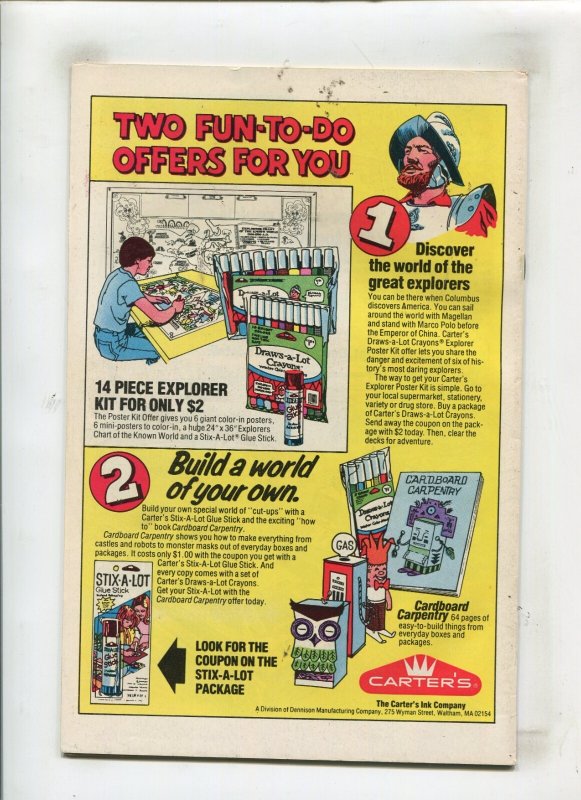 TWO FUN-TO-DO
OFFERS FOR YOU
1
Discover
the world of the
great explorers
You can be there when Columbus
discovers America. You can sail
around the world with Magellan
and stand with Marco Polo before
the Emperor of China. Carter's
Draws-a-Lot Crayons® Explorer
Poster Kit offer lets you share the
danger and excitement of six of his-
tory's most daring explorers.
The way to get your Carter's
Explorer Poster Kit is simple. Go to
your local supermarket, stationery,
variety or drug store. Buy a package
of Carter's Draws-a-Lot Crayons.
Send away the coupon on the pack-
age with $2 today. Then, clear the
decks for adventure.
Draws-a-Lot
Draws-a-Lot
Crayons
14 PIECE EXPLORER
KIT FOR ONLY $2
The Poster Kit Offer gives you 6 giant color-in posters,
6 mini-posters to color-in, a huge 24" x 36" Explorers
Chart of the Known World and a Stix-A-Lot® Glue Stick.
2
Build a world
of your own.
Build your own special world of "cut-ups" with a
Carter's Stix-A-Lot Glue Stick and the exciting "how
to" book Cardboard Carpentry.
Cardboard Carpentry shows you how to make everything from
castles and robots to monster masks out of everyday boxes and
packages. It costs only $1.00 with the coupon you get with a
Carter's Stix-A-Lot Glue Stick. And
every copy comes with a set of
Carter's Draws-a-Lot Crayons.
Get your Stix-A-Lot with the
Cardboard Carpentry offer today.
Draws-a-Lot
Crayons
CARDBOARD
CARPENTRY
GAS
STIX-A-LOT
Glue Stick
LOOK FOR THE
COUPON ON THE
STIX-A-LOT
PACKAGE
Cardboard
Carpentry 64 pages of
easy-to-build things from
everyday boxes and
packages.
CARTER'S
The Carter's Ink Company
A Division of Dennison Manufacturing Company, 275 Wyman Street, Waltham, MA 02154